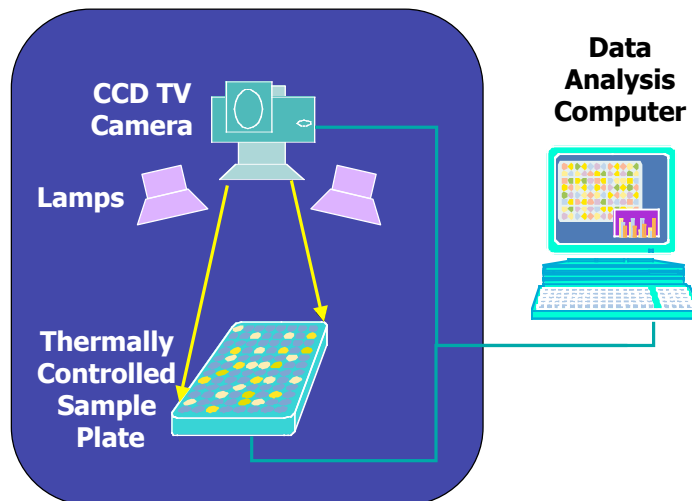 CCD TV
Camera
Data
Analysis
Computer
Lamps
Thermally
Controlled
Sample
Plate